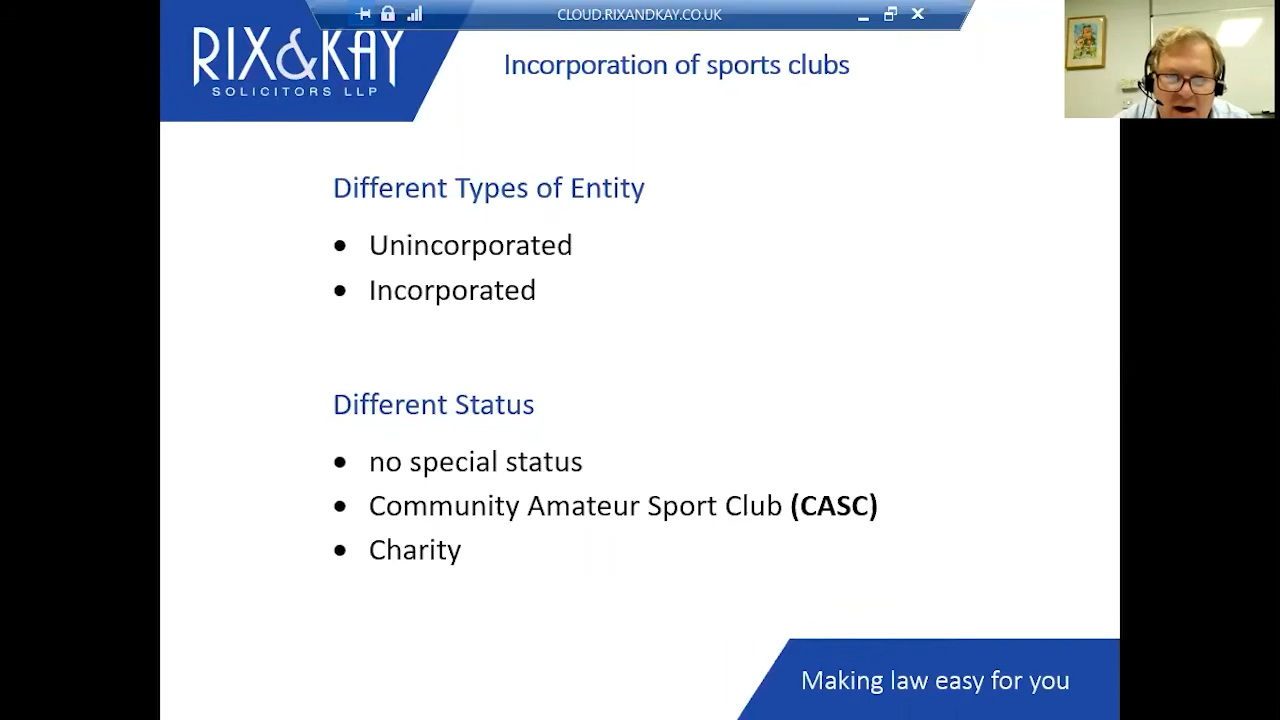 CLOUD.RIXANDKAY.CO.UK
RIX&KAY
SOLICITORS LLP
Incorporation of sports clubs
Different Types of Entity
• Unincorporated
• Incorporated
Different Status
• no special status
• Community Amateur Sport Club (CASC)
• Charity
Making law easy for you